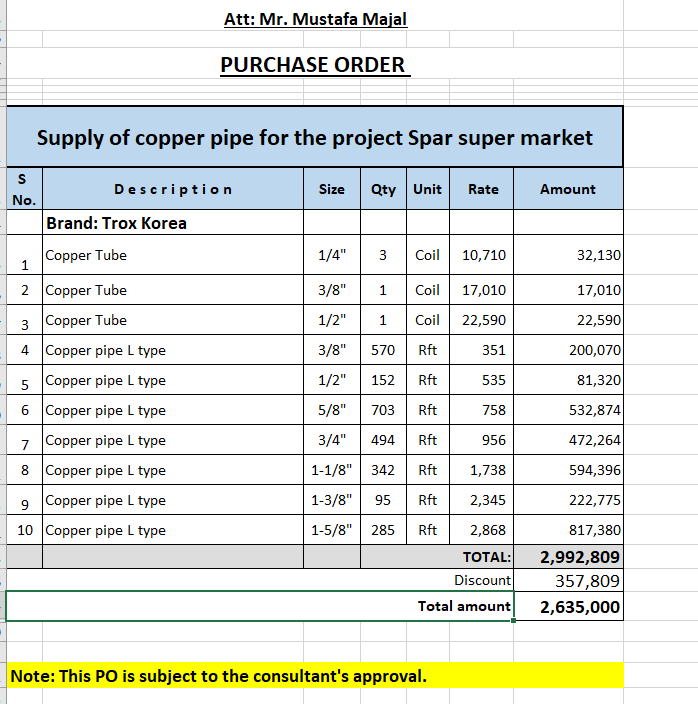 Att: Mr. Mustafa Majal
PURCHASE ORDER
Supply of copper pipe for the project Spar super market
S No. Description Size Qty Unit Rate Amount
Brand: Trox Korea
1 Copper Tube 1/4" 3 Coil 10,710 32,130
2 Copper Tube 3/8" 1 Coil 17,010 17,010
3 Copper Tube 1/2" 1 Coil 22,590 22,590
4 Copper pipe L type 3/8" 570 Rft 351 200,070
5 Copper pipe L type 1/2" 152 Rft 535 81,320
6 Copper pipe L type 5/8" 703 Rft 758 532,874
7 Copper pipe L type 3/4" 494 Rft 956 472,264
8 Copper pipe L type 1-1/8" 342 Rft 1,738 594,396
9 Copper pipe L type 1-3/8" 95 Rft 2,345 222,775
10 Copper pipe L type 1-5/8" 285 Rft 2,868 817,380
TOTAL: 2,992,809
Discount 357,809
Total amount 2,635,000
Note: This PO is subject to the consultant's approval.